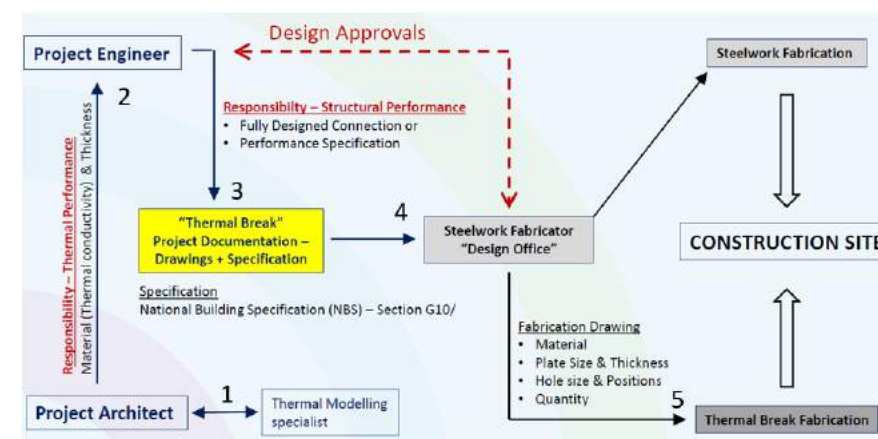 Design Approvals
Project Engineer
Steelwork Fabrication
2
Responsibilty – Structural Performance
• Fully Designed Connection or
• Performance Specification
Responsibility – Thermal Performance
Material (Thermal conductivity) & Thickness
3
4
“Thermal Break”
Project Documentation –
Drawings + Specification
Steelwork Fabricator
“Design Office”
CONSTRUCTION SITE
Specification
National Building Specification (NBS) – Section G10/
Fabrication Drawing
• Material
• Plate Size & Thickness
• Hole size & Positions
• Quantity
1
5
Project Architect
Thermal Modelling
specialist
Thermal Break Fabrication